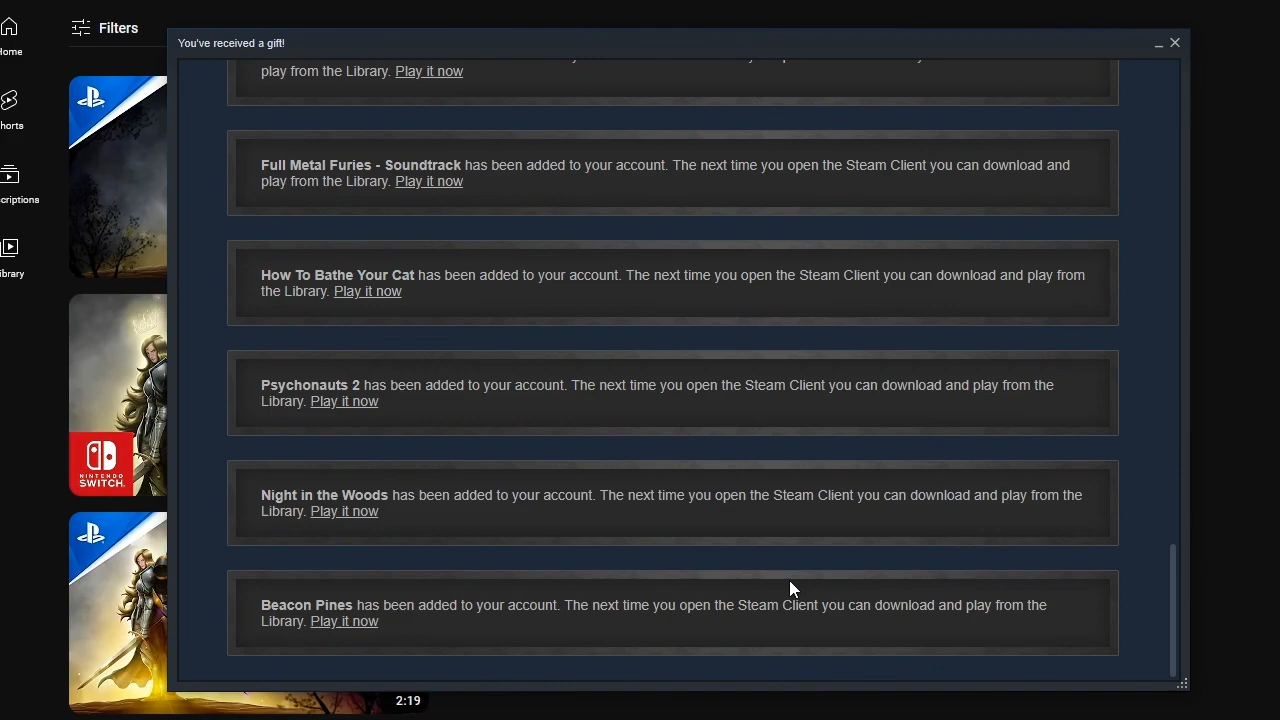 Filters
You've received a gift!
play from the Library. Play it now
Full Metal Furies - Soundtrack has been added to your account. The next time you open the Steam Client you can download and
play from the Library. Play it now
How To Bathe Your Cat has been added to your account. The next time you open the Steam Client you can download and play from
the Library. Play it now
Psychonauts 2 has been added to your account. The next time you open the Steam Client you can download and play from the
Library. Play it now
Night in the Woods has been added to your account. The next time you open the Steam Client you can download and play from the
Library. Play it now
Beacon Pines has been added to your account. The next time you open the Steam Client you can download and play from the
Library. Play it now
ome
horts
criptions
ibrary
NINTENDO
SWITCH
2:19